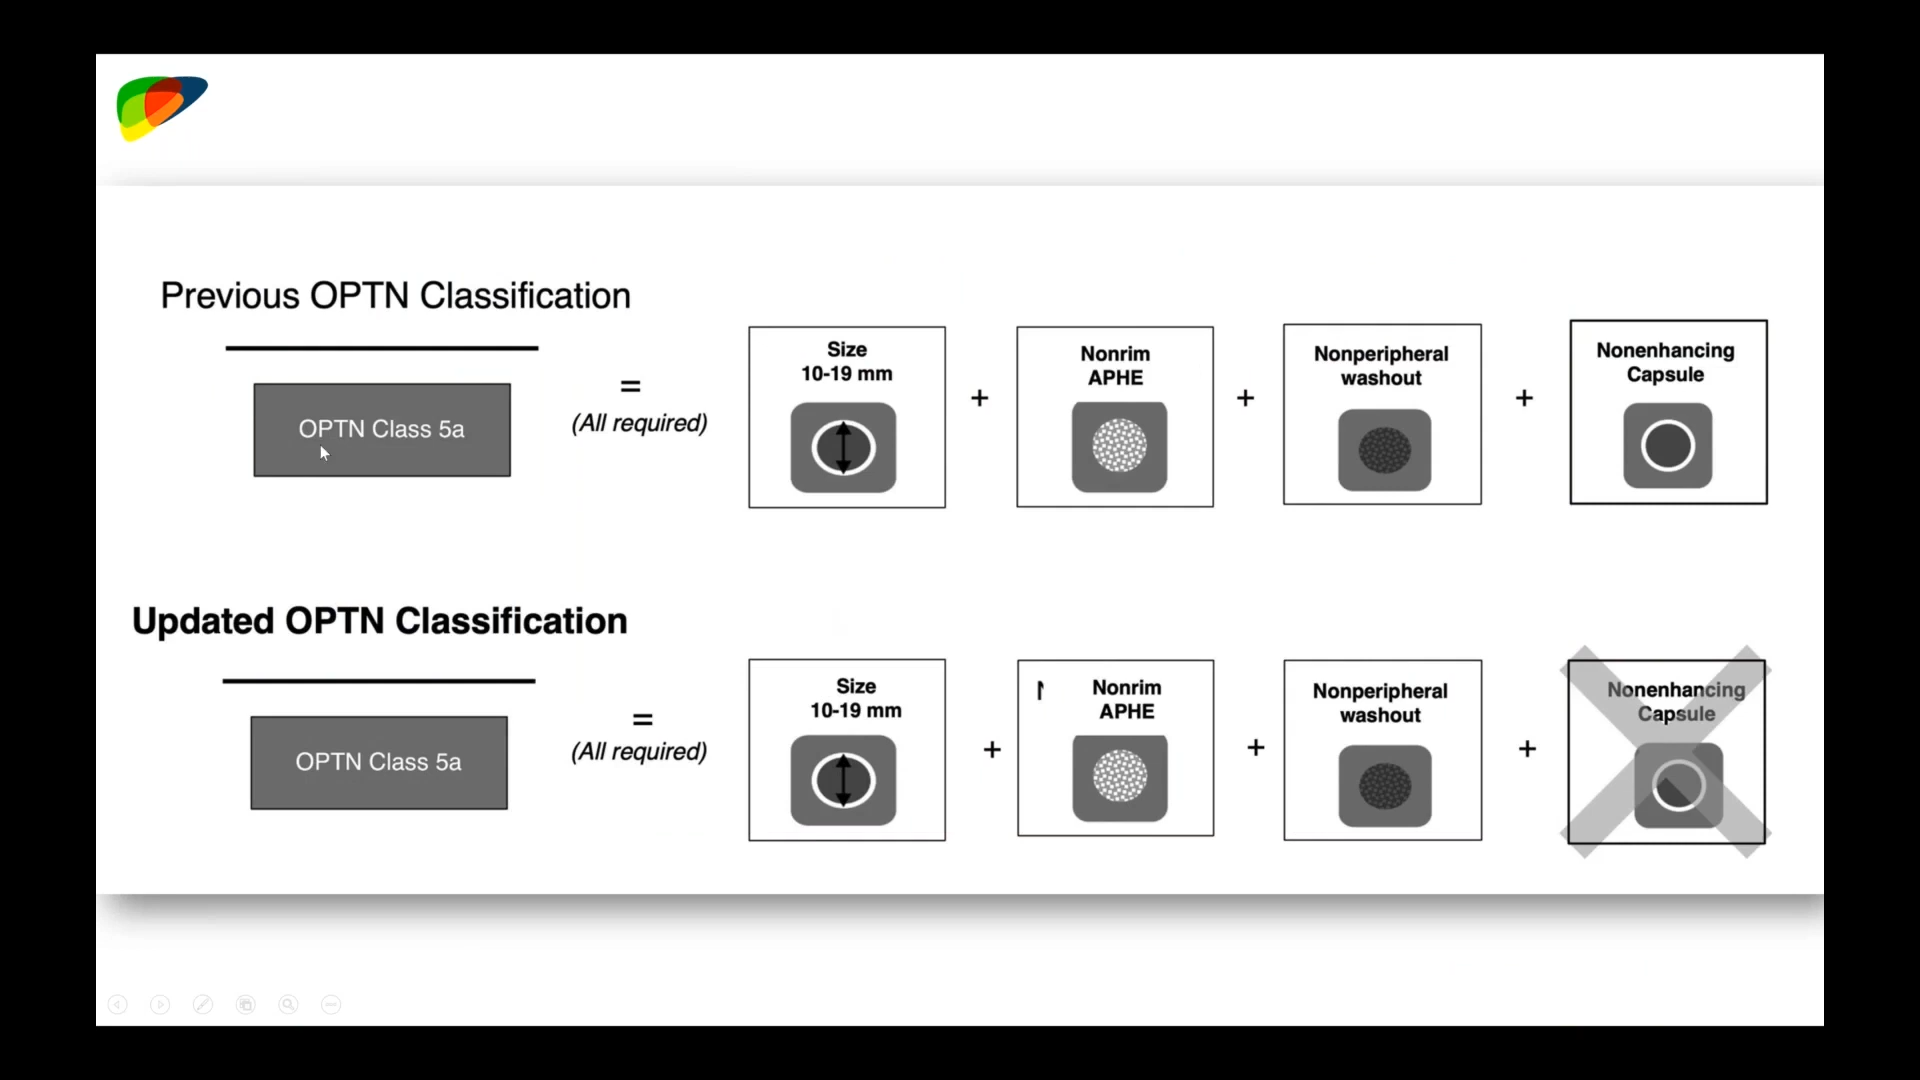 Previous OPTN Classification
OPTN Class 5a
=
(All required)
Size
10-19 mm
+
Nonrim
APHE
+
Nonperipheral
washout
+
Nonenhancing
Capsule
Updated OPTN Classification
OPTN Class 5a
=
(All required)
Size
10-19 mm
+
Nonrim
APHE
+
Nonperipheral
washout
+
Nonenhancing
Capsule